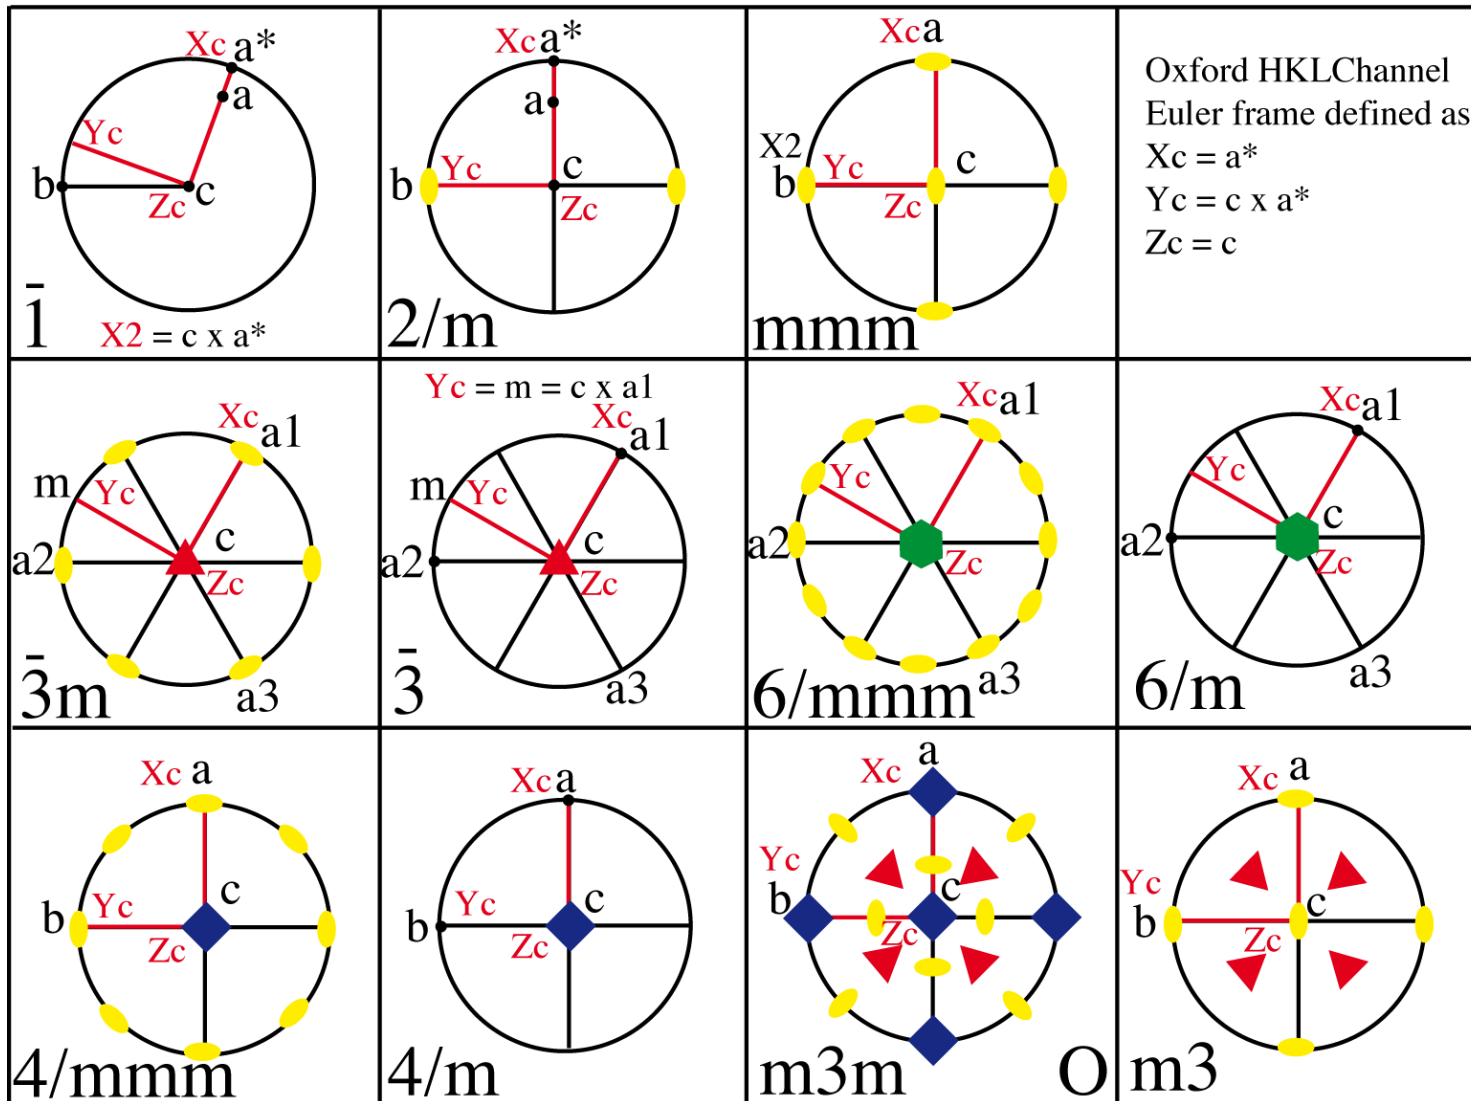 Xc a*
a
Yc
b
c
Zc
1̄
X2 = c x a*
Xc a*
a
c
Yc
b
Zc
2/m
Xc a
X2
Yc
c
b
Zc
mmm
Oxford HKLChannel
Euler frame defined as
Xc = a*
Yc = c x a*
Zc = c
Xc
a1
m
Yc
c
a2
Zc
3̄m
a3
Yc = m = c x a1
Xc
a1
m
Yc
c
a2
Zc
3̄
a3
Xc a1
Yc
a2
Zc
6/mmm
a3
Xc a1
Yc
c
a2
Zc
6/m
a3
Xc a
c
b
Yc
Zc
4/mmm
Xc a
c
b
Yc
Zc
4/m
a
Xc
Yc
c
b
Zc
m3m
O
a
Xc
Yc
c
b
Zc
m3